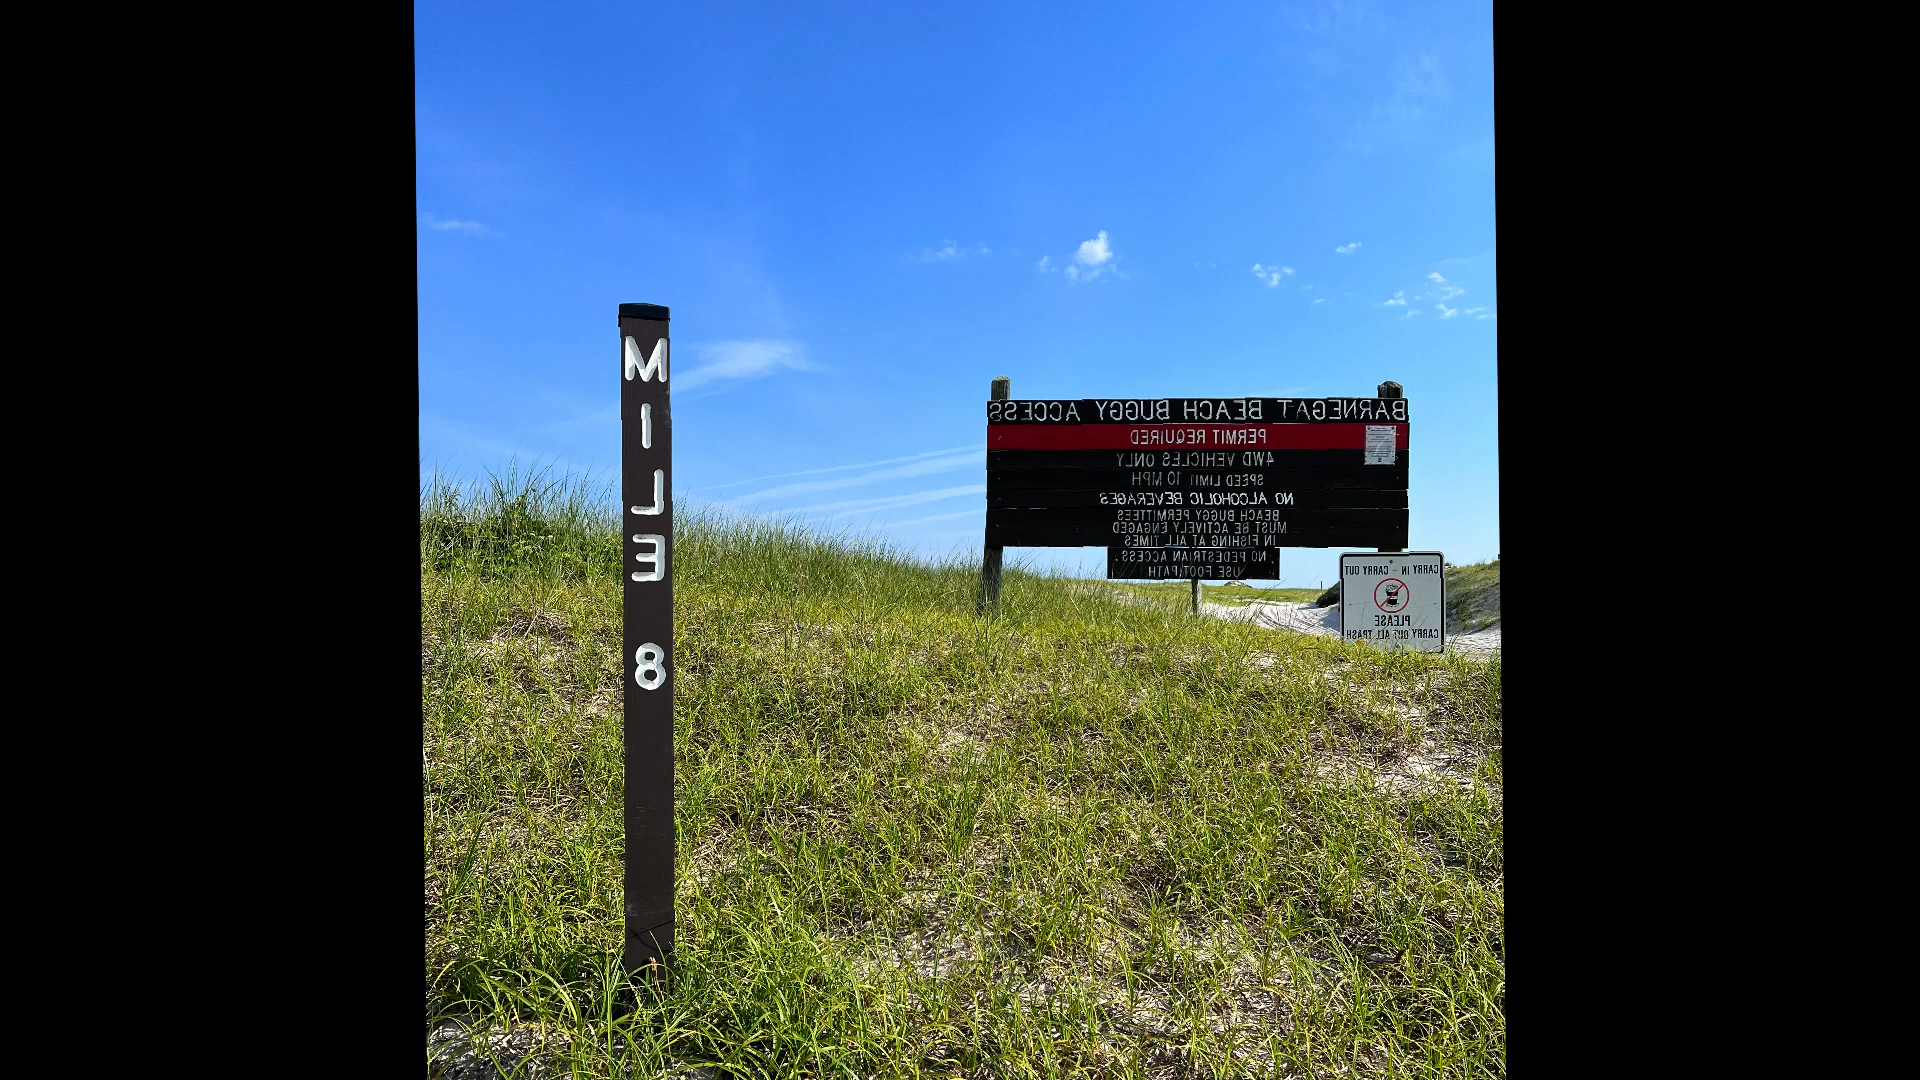 MILE 8
BARNEGAT BEACH BUGGY ACCESS
PERMIT REQUIRED
4WD VEHICLES ONLY
SPEED LIMIT 10 MPH
NO ALCOHOLIC BEVERAGES
BEACH BUGGY PERMITTEES
MUST BE ACTIVELY ENGAGED
IN FISHING AT ALL TIMES
NO PEDESTRIAN ACCESS.
USE FOOTPATH
CARRY IN - CARRY OUT
PLEASE
CARRY OUT ALL TRASH